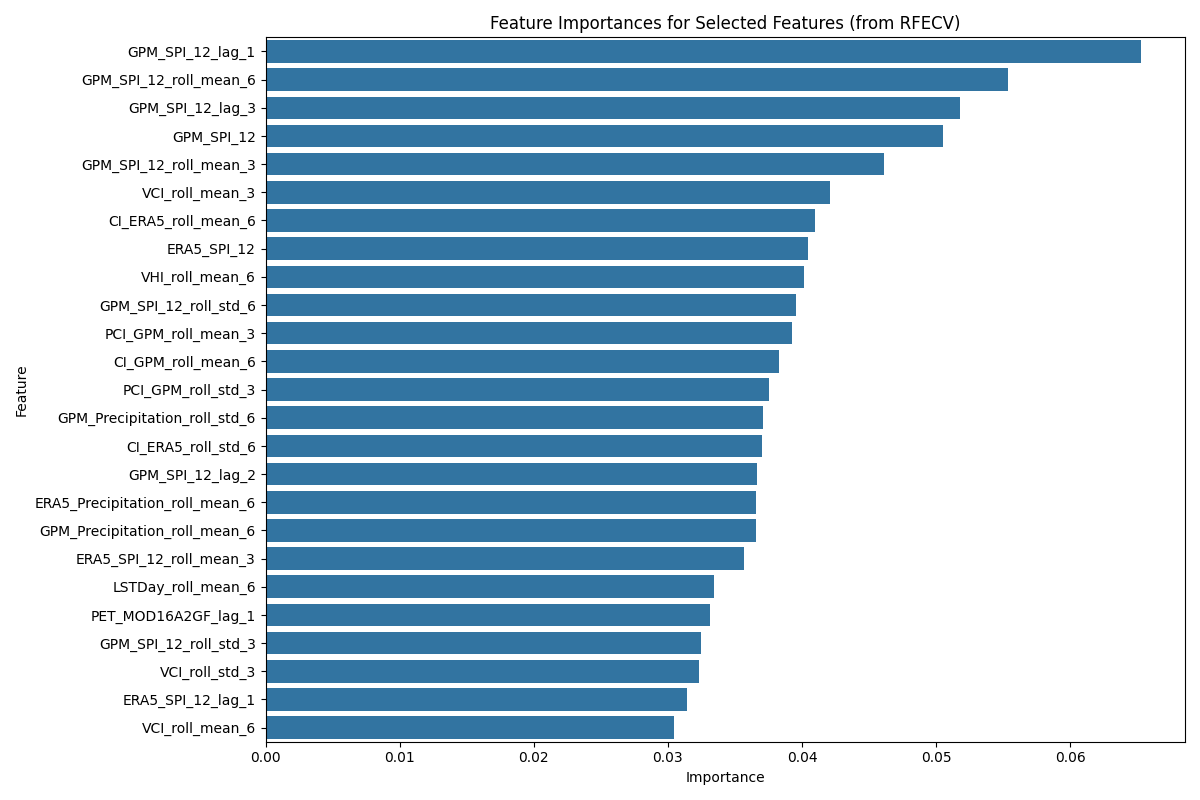 Feature Importances for Selected Features (from RFECV)
GPM_SPI_12_lag_1
GPM_SPI_12_roll_mean_6
GPM_SPI_12_lag_3
GPM_SPI_12
GPM_SPI_12_roll_mean_3
VCI_roll_mean_3
CI_ERA5_roll_mean_6
ERA5_SPI_12
VHI_roll_mean_6
GPM_SPI_12_roll_std_6
PCI_GPM_roll_mean_3
CI_GPM_roll_mean_6
PCI_GPM_roll_std_3
GPM_Precipitation_roll_std_6
CI_ERA5_roll_std_6
GPM_SPI_12_lag_2
ERA5_Precipitation_roll_mean_6
GPM_Precipitation_roll_mean_6
ERA5_SPI_12_roll_mean_3
LSTDay_roll_mean_6
PET_MOD16A2GF_lag_1
GPM_SPI_12_roll_std_3
VCI_roll_std_3
ERA5_SPI_12_lag_1
VCI_roll_mean_6
Feature
0.00 0.01 0.02 0.03 0.04 0.05 0.06
Importance